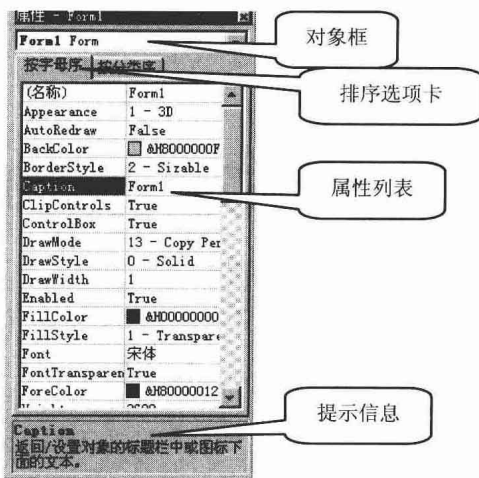 属性 - Form1
Form1 Form
对象框
按字母序 按分类序
排序选项卡
(名称) Form1
Appearance 1 - 3D
AutoRedraw False
BackColor &H8000000F
BorderStyle 2 - Sizable
Caption Form1
属性列表
ClipControls True
ControlBox True
DrawMode 13 - Copy Per
DrawStyle 0 - Solid
DrawWidth 1
Enabled True
FillColor &H00000000
FillStyle 1 - Transpare
Font 宋体
FontTransparen True
ForeColor &H80000012
提示信息
Caption
返回/设置对象的标题栏中或图标下
面的文本。